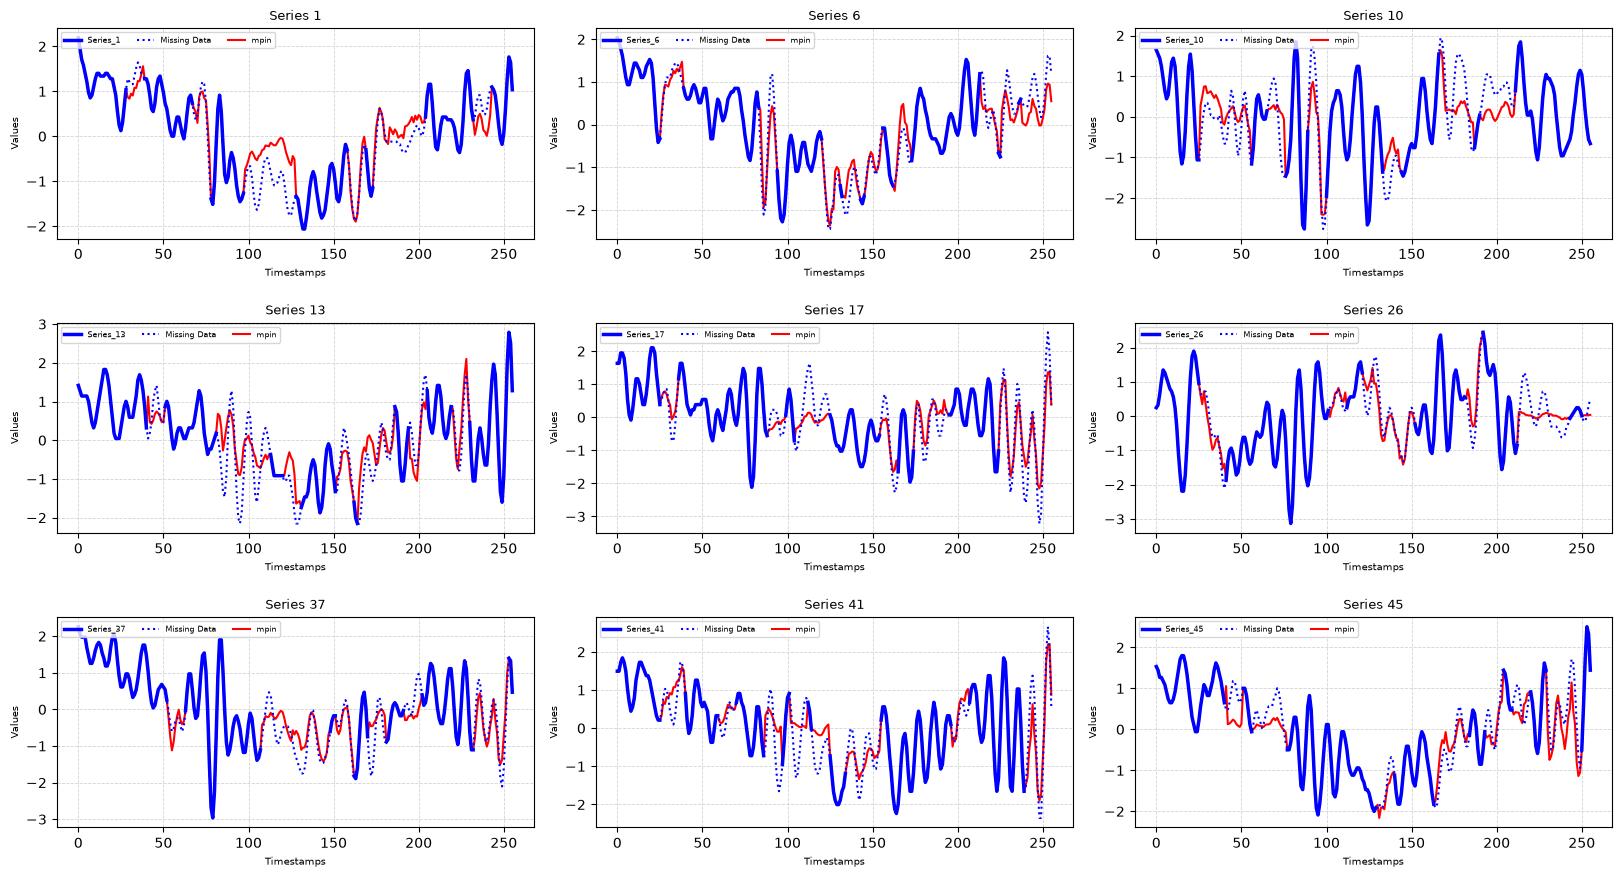 Series 1
Series_1 Missing Data mpin
Values
2
1
0
−1
−2
0 50 100 150 200 250
Timestamps
Series 6
Series_6 Missing Data mpin
Values
2
1
0
−1
−2
0 50 100 150 200 250
Timestamps
Series 10
Series_10 Missing Data mpin
Values
2
1
0
−1
−2
0 50 100 150 200 250
Timestamps
Series 13
Series_13 Missing Data mpin
Values
3
2
1
0
−1
−2
0 50 100 150 200 250
Timestamps
Series 17
Series_17 Missing Data mpin
Values
2
1
0
−1
−2
−3
0 50 100 150 200 250
Timestamps
Series 26
Series_26 Missing Data mpin
Values
2
1
0
−1
−2
−3
0 50 100 150 200 250
Timestamps
Series 37
Series_37 Missing Data mpin
Values
2
1
0
−1
−2
−3
0 50 100 150 200 250
Timestamps
Series 41
Series_41 Missing Data mpin
Values
2
1
0
−1
−2
0 50 100 150 200 250
Timestamps
Series 45
Series_45 Missing Data mpin
Values
2
1
0
−1
−2
0 50 100 150 200 250
Timestamps